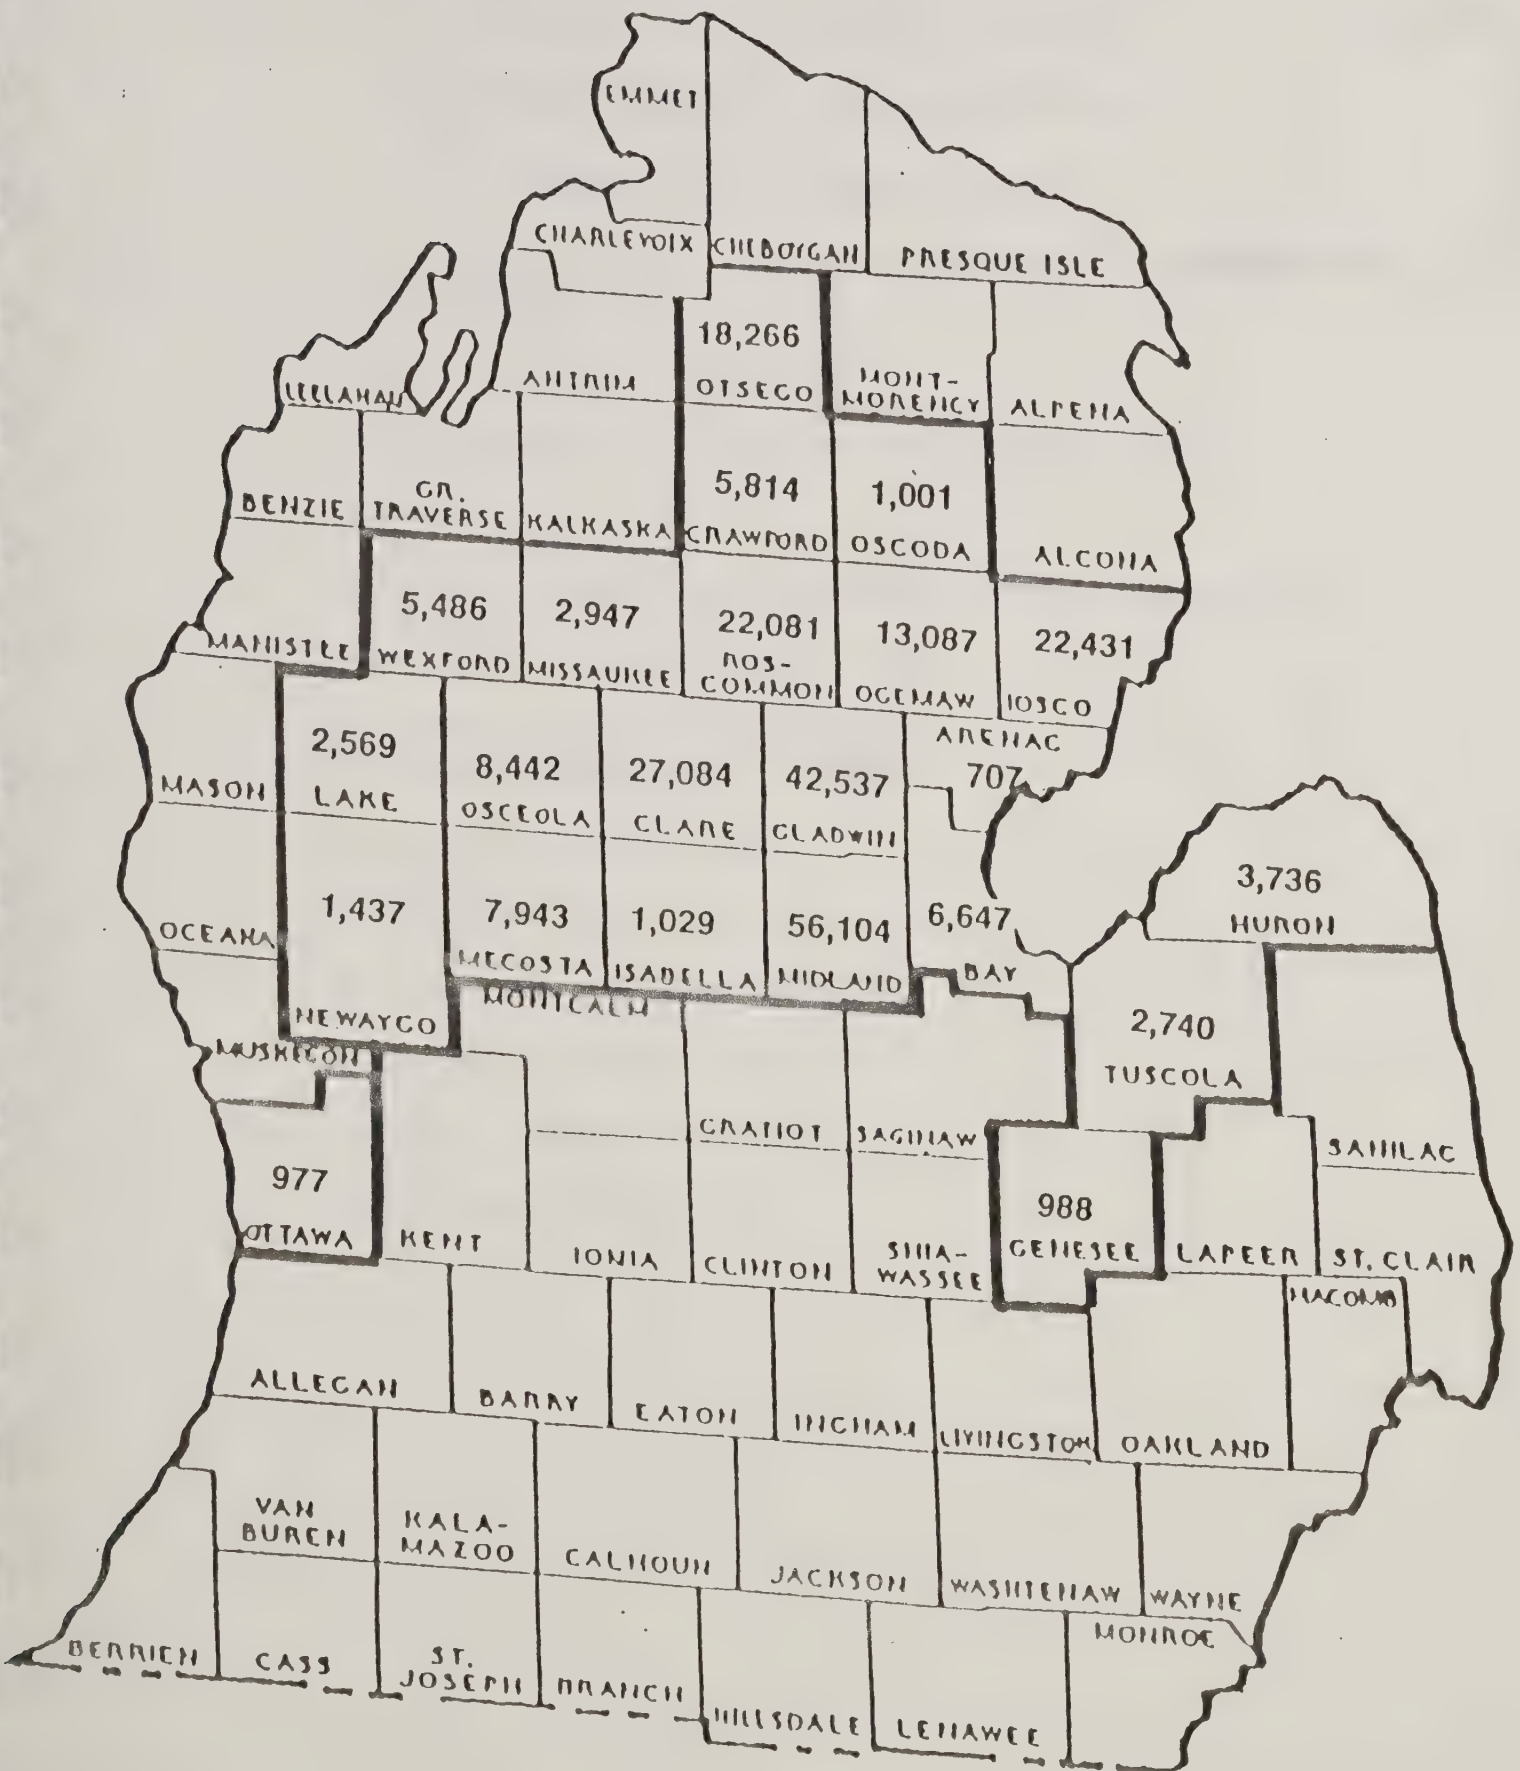 EMMET
CHARLEVOIX
CHEBOYGAN
PRESQUE ISLE
18,266
OTSEGO
LEELANAU
ANTRIM
MONT-
MORENCY
ALPENA
BENZIE
GR.
TRAVERSE
KALKASKA
5,814
CRAWFORD
1,001
OSCODA
ALCONA
MANISTEE
5,486
WEXFORD
2,947
MISSAUKEE
22,081
ROS-
COMMON
13,087
OGEMAW
22,431
IOSCO
ARENAC
707
MASON
2,569
LAKE
8,442
OSCEOLA
27,084
CLARE
42,537
GLADWIN
OCEANA
1,437
NEWAYGO
7,943
MECOSTA
1,029
ISABELLA
56,104
MIDLAND
6,647
BAY
3,736
HURON
MUSKEGON
MONTCALM
GRATIOT
SAGINAW
2,740
TUSCOLA
SANILAC
977
OTTAWA
KENT
IONIA
CLINTON
SHIA-
WASSEE
988
GENESEE
LAPEER
ST. CLAIR
MACOMB
ALLEGAN
BARRY
EATON
INGHAM
LIVINGSTON
OAKLAND
VAN
BUREN
KALA-
MAZOO
CALHOUN
JACKSON
WASHTENAW
WAYNE
BERRIEN
CASS
ST.
JOSEPH
BRANCH
HILLSDALE
LENAWEE
MONROE